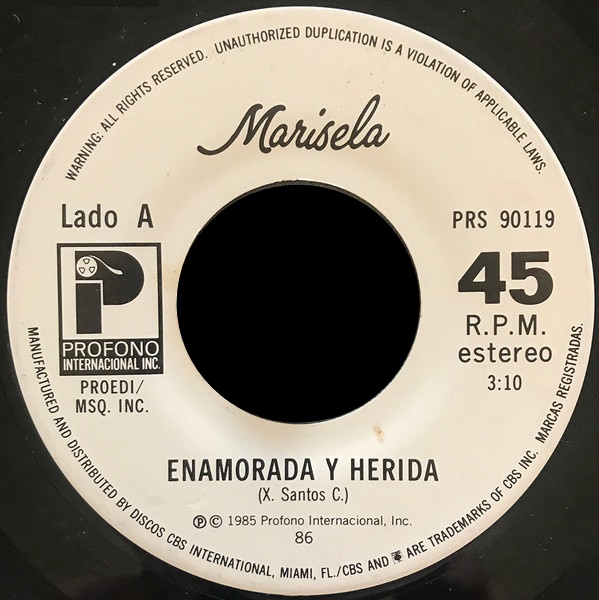 WARNING: ALL RIGHTS RESERVED. UNAUTHORIZED DUPLICATION IS A VIOLATION OF APPLICABLE LAWS.
Marisela
Lado A
PROFONO
INTERNACIONAL INC.
PROEDI/
MSQ. INC.
PRS 90119
45
R.P.M.
estereo
3:10
ENAMORADA Y HERIDA
(X. Santos C.)
Ⓟ © 1985 Profono Internacional, Inc.
86
MANUFACTURED AND DISTRIBUTED BY DISCOS CBS INTERNATIONAL, MIAMI, FL./CBS AND ARE TRADEMARKS OF CBS INC. MARCAS REGISTRADAS.